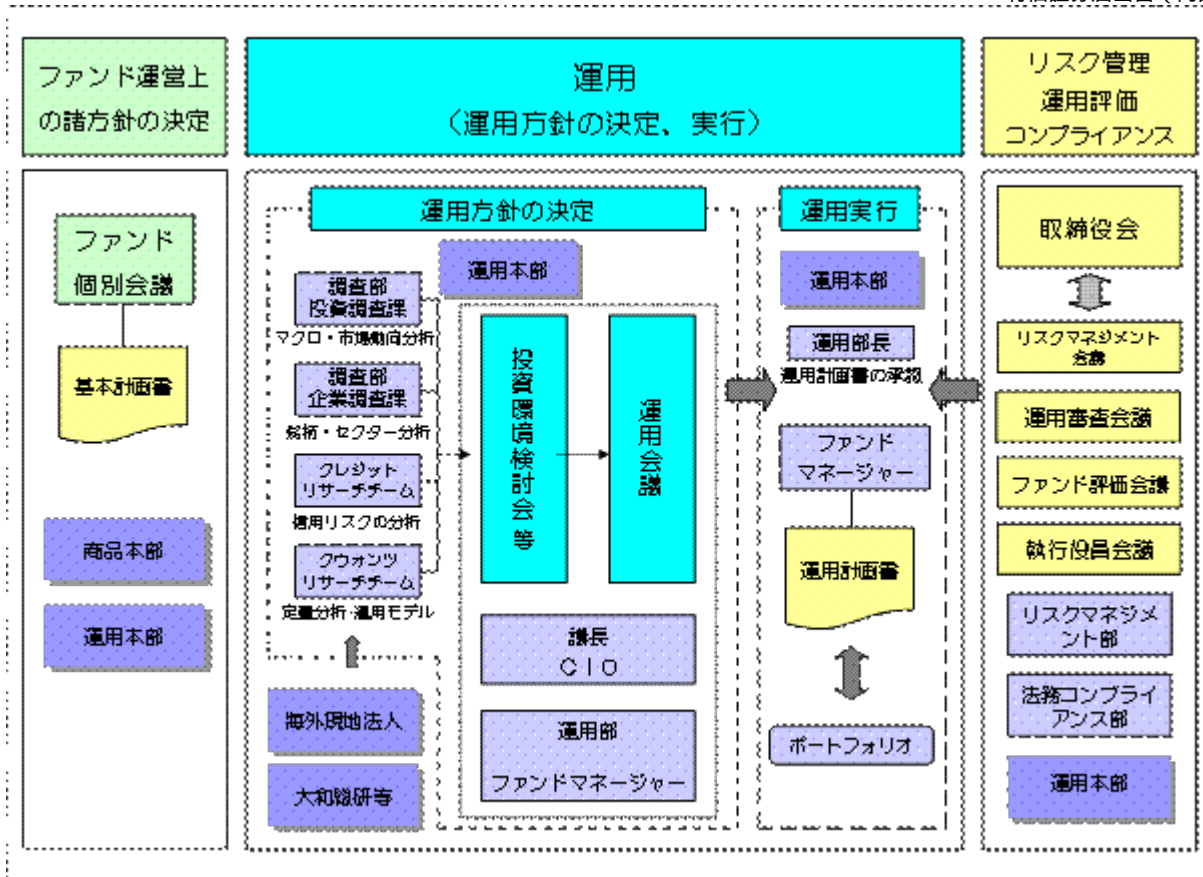 ファンド運営上
の諸方針の決定
運用
(運用方針の決定、実行)
リスク管理
運用評価
コンプライアンス
ファンド
個別会議
基本計画書
商品本部
運用本部
運用方針の決定
運用本部
調査部
投資調査課
マクロ・市場動向分析
調査部
企業調査課
銘柄・セクター分析
クレジット
リサーチチーム
信用リスクの分析
クウォンツ
リサーチチーム
定量分析・運用モデル
海外現地法人
大和総研等
投資環境検討会 等
運用会議
議長
CIO
運用部
ファンドマネージャー
運用実行
運用本部
運用部長
運用計画書の承認
ファンド
マネージャー
運用計画書
ポートフォリオ
取締役会
リスクマネジメント
会議
運用審査会議
ファンド評価会議
執行役員会議
リスクマネジメ
ント部
法務コンプライ
アンス部
運用本部